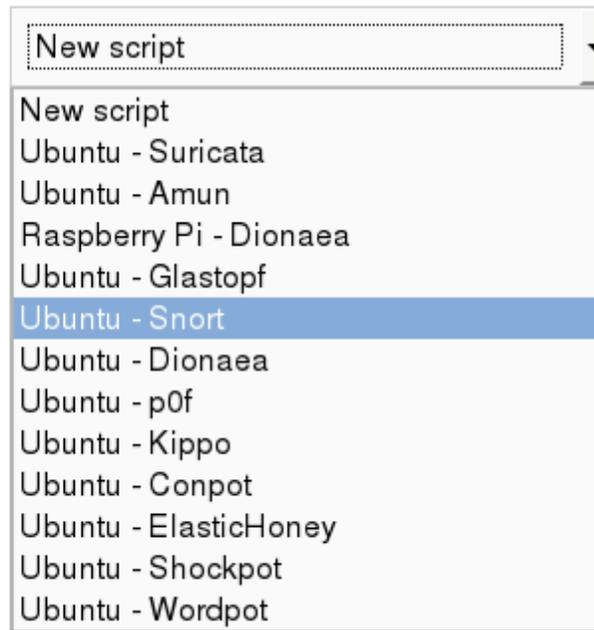 New script
New script
Ubuntu - Suricata
Ubuntu - Amun
Raspberry Pi - Dionaea
Ubuntu - Glastopf
Ubuntu - Snort
Ubuntu - Dionaea
Ubuntu - p0f
Ubuntu - Kippo
Ubuntu - Conpot
Ubuntu - ElasticHoney
Ubuntu - Shockpot
Ubuntu - Wordpot